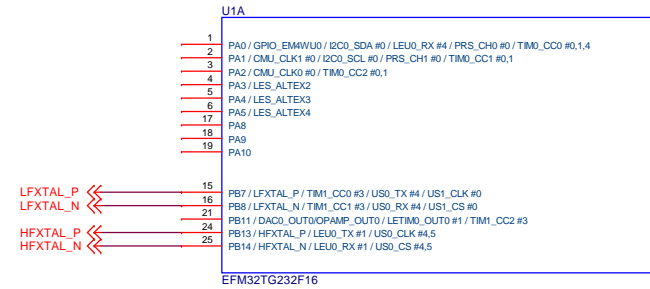 U1A
1 PA0 / GPIO_EM4WU0 / I2C0_SDA #0 / LEU0_RX #4 / PRS_CH0 #0 / TIM0_CC0 #0,1,4
2 PA1 / CMU_CLK1 #0 / I2C0_SCL #0 / PRS_CH1 #0 / TIM0_CC1 #0,1
3 PA2 / CMU_CLK0 #0 / TIM0_CC2 #0,1
4 PA3 / LES_ALTEX2
5 PA4 / LES_ALTEX3
6 PA5 / LES_ALTEX4
17 PA8
18 PA9
19 PA10
LFXTAL_P 15 PB7 / LFXTAL_P / TIM1_CC0 #3 / US0_TX #4 / US1_CLK #0
LFXTAL_N 16 PB8 / LFXTAL_N / TIM1_CC1 #3 / US0_RX #4 / US1_CS #0
21 PB11 / DAC0_OUT0/OPAMP_OUT0 / LETIM0_OUT0 #1 / TIM1_CC2 #3
HFXTAL_P 24 PB13 / HFXTAL_P / LEU0_TX #1 / US0_CLK #4,5
HFXTAL_N 25 PB14 / HFXTAL_N / LEU0_RX #1 / US0_CS #4,5
EFM32TG232F16